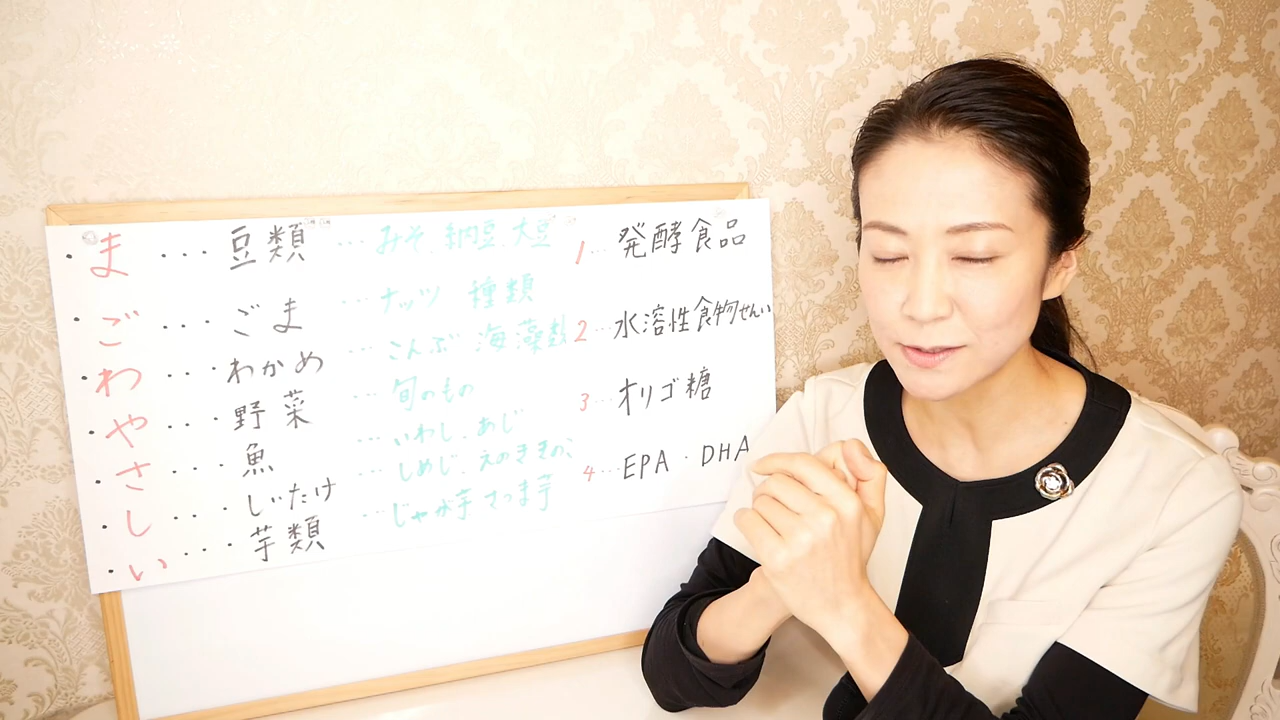 ・ま・・・豆類・・・みそ 納豆 大豆
・ご・・・ごま・・・ナッツ 種類
・わ・・・わかめ・・・こんぶ 海藻類
・や・・・野菜・・・旬のもの
・さ・・・魚・・・いわし、あじ
・し・・・しいたけ・・・しめじ、えのききのこ
・い・・・芋類・・・じゃが芋 さつま芋
1・・・発酵食品
2・・・水溶性食物せんい
3・・・オリゴ糖
4・・・EPA・DHA